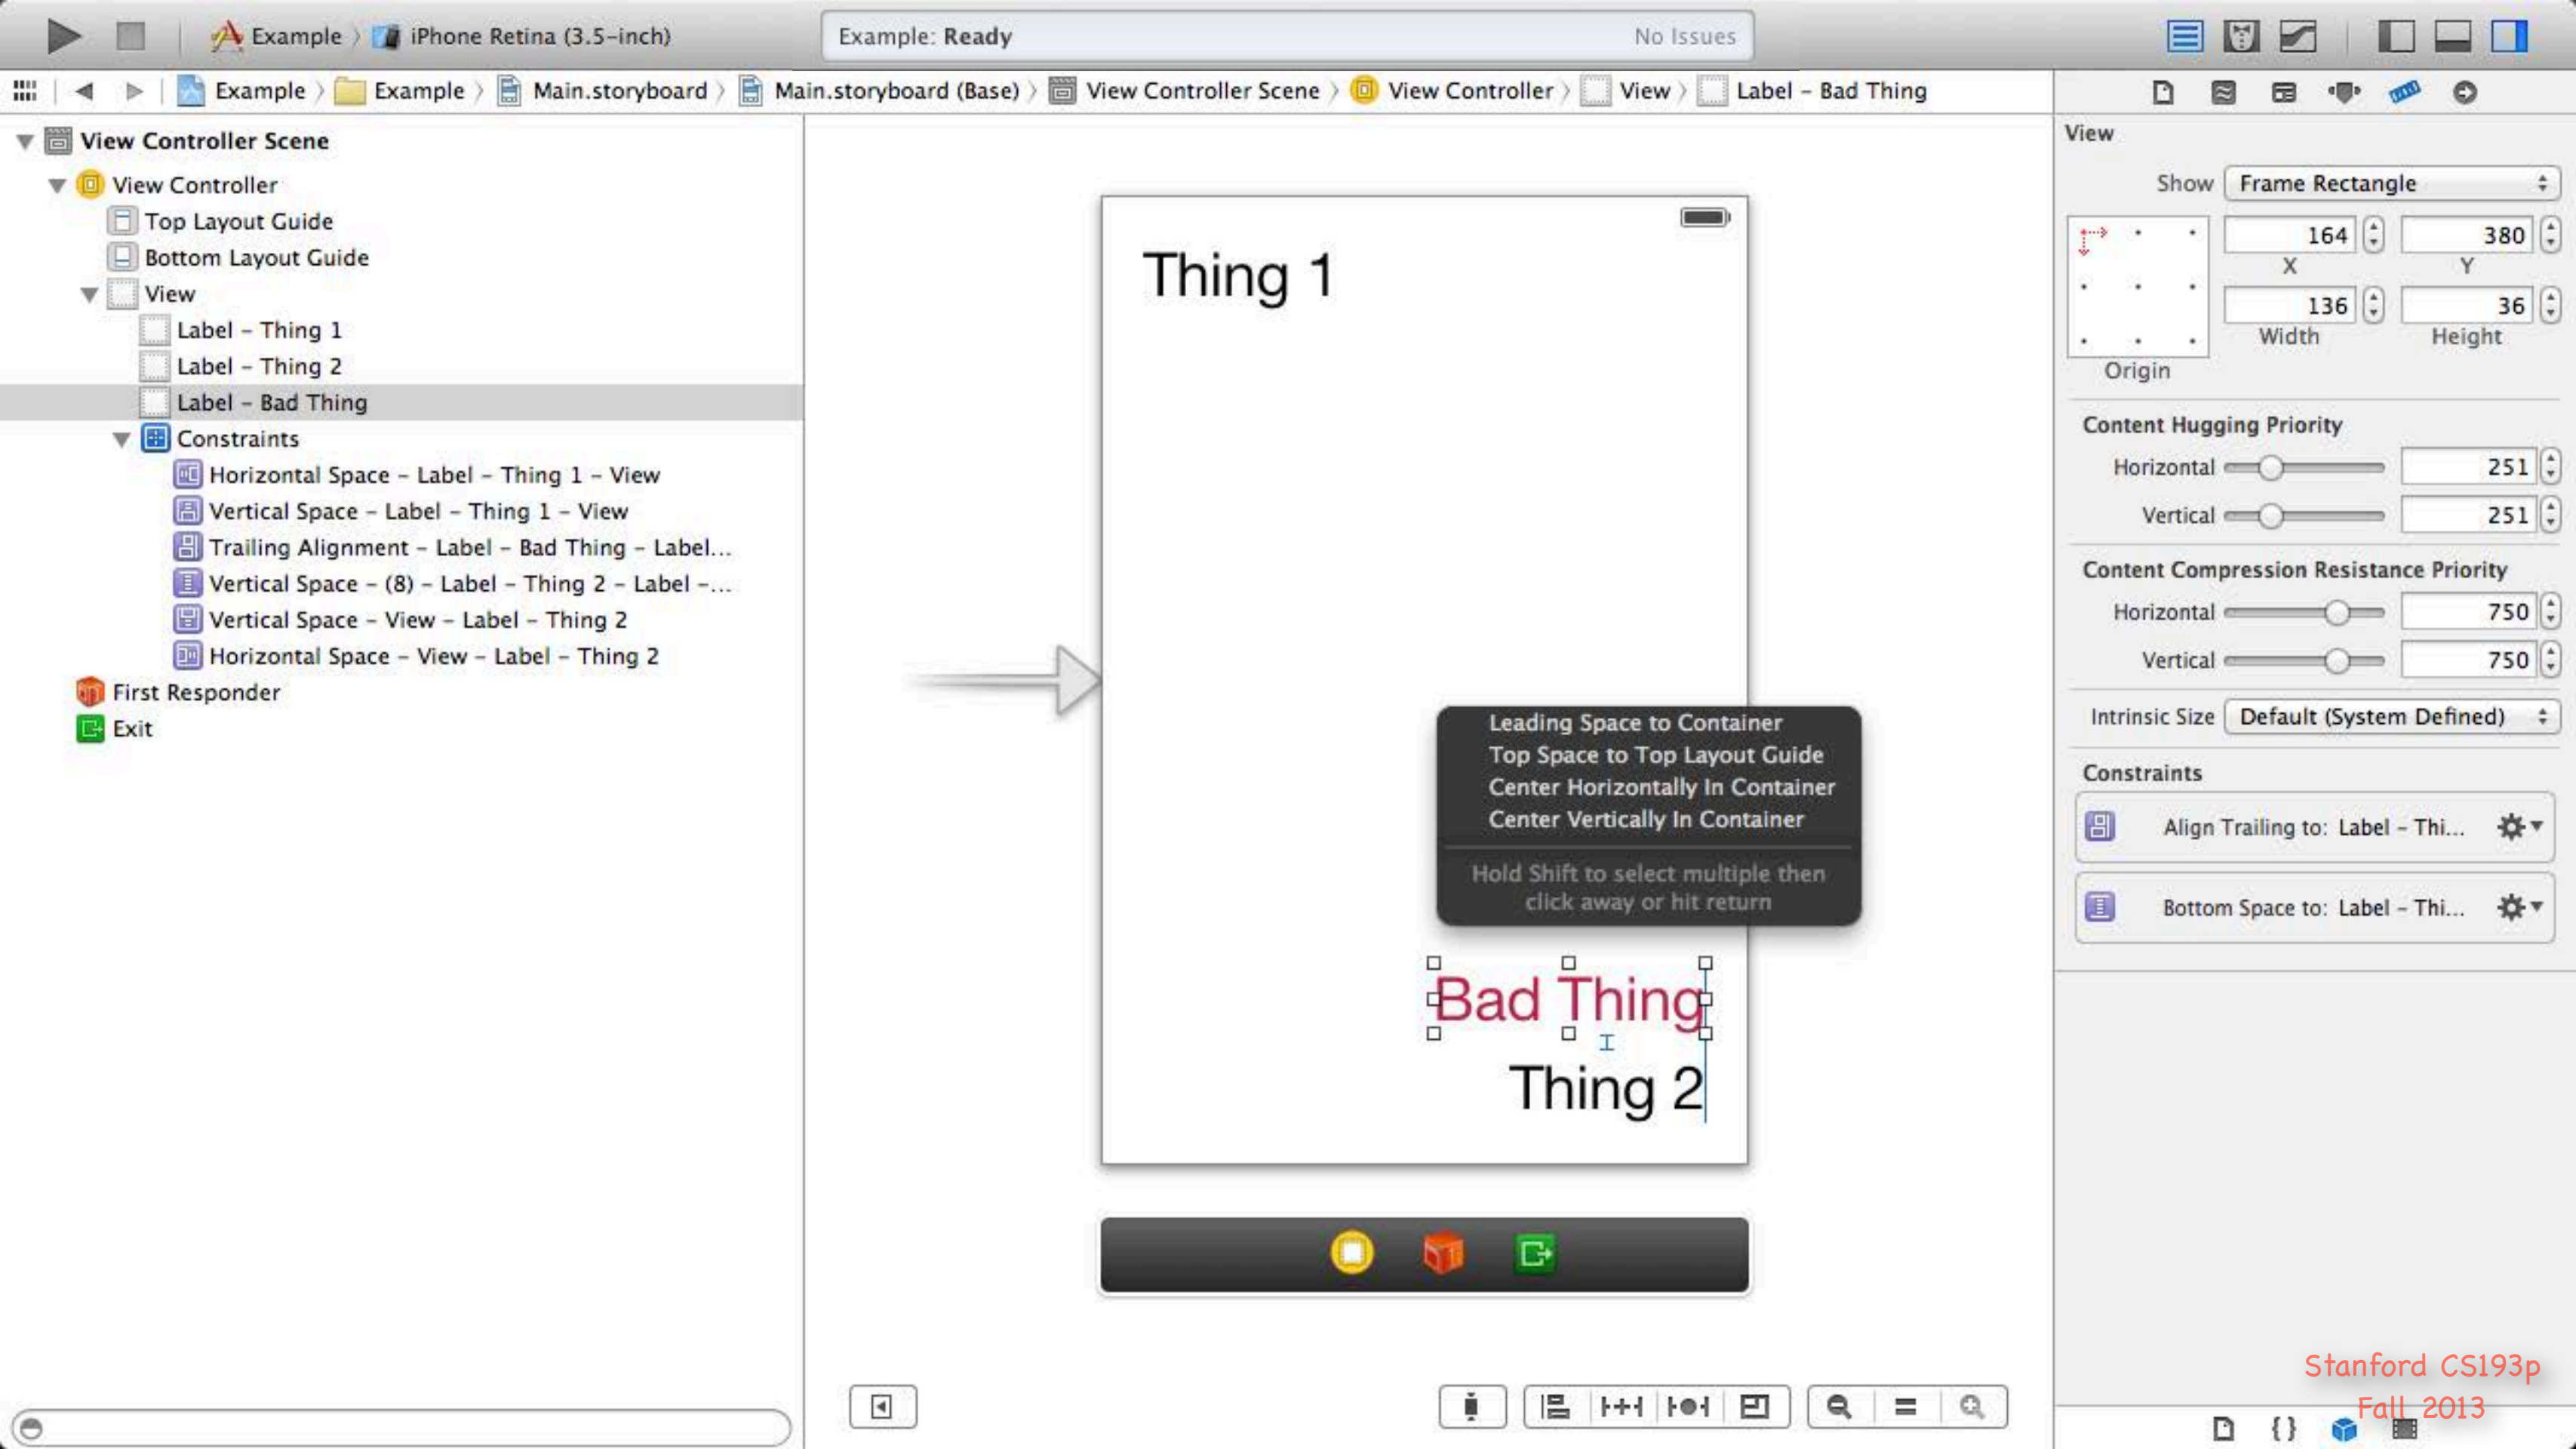 Example  iPhone Retina (3.5-inch)
Example: Ready
No Issues
Example  Example  Main.storyboard  Main.storyboard (Base)  View Controller Scene  View Controller  View  Label – Bad Thing
View Controller Scene
View Controller
Top Layout Guide
Bottom Layout Guide
View
Label – Thing 1
Label – Thing 2
Label – Bad Thing
Constraints
Horizontal Space – Label – Thing 1 – View
Vertical Space – Label – Thing 1 – View
Trailing Alignment – Label – Bad Thing – Label...
Vertical Space – (8) – Label – Thing 2 – Label –...
Vertical Space – View – Label – Thing 2
Horizontal Space – View – Label – Thing 2
First Responder
Exit
Thing 1
Leading Space to Container
Top Space to Top Layout Guide
Center Horizontally In Container
Center Vertically In Container
Hold Shift to select multiple then
click away or hit return
Bad Thing
Thing 2
View
Show Frame Rectangle
164 380
X Y
136 36
Width Height
Origin
Content Hugging Priority
Horizontal 251
Vertical 251
Content Compression Resistance Priority
Horizontal 750
Vertical 750
Intrinsic Size Default (System Defined)
Constraints
Align Trailing to: Label – Thi...
Bottom Space to: Label – Thi...
Stanford CS193p
Fall 2013